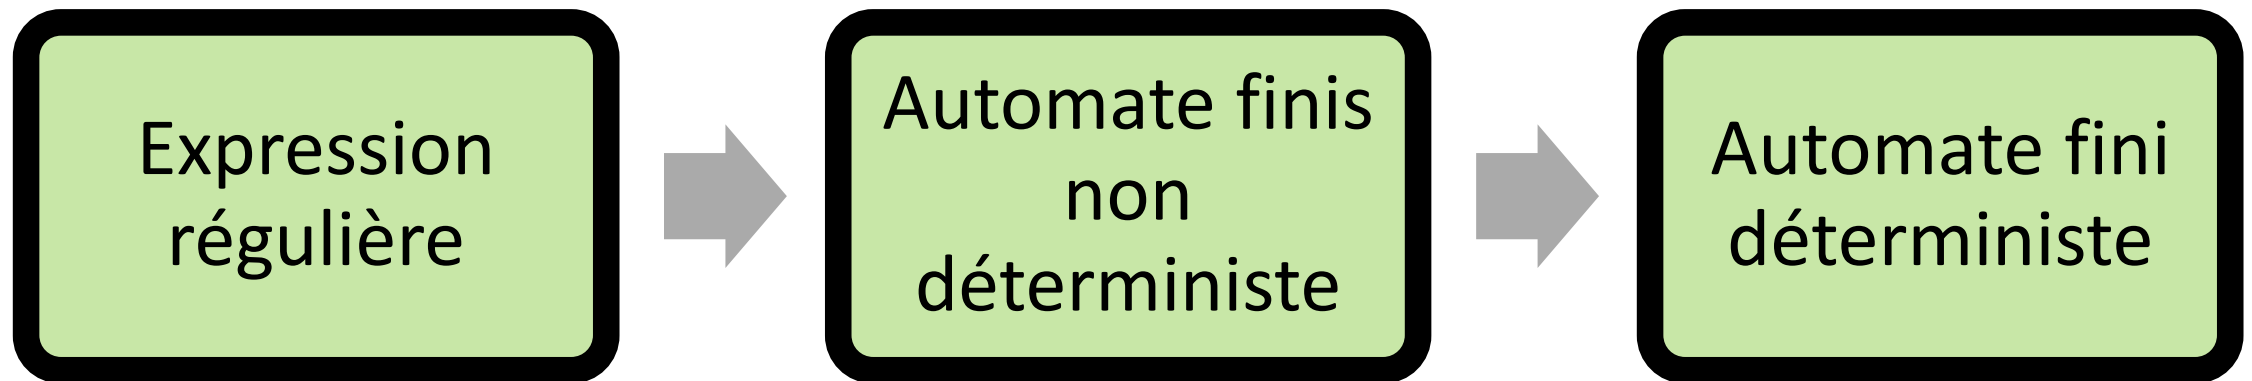 Expression
régulière
Automate finis
non
déterministe
Automate fini
déterministe